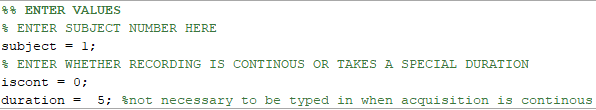 %% ENTER VALUES
% ENTER SUBJECT NUMBER HERE
subject = 1;
% ENTER WHETHER RECORDING IS CONTINOUS OR TAKES A SPECIAL DURATION
iscont = 0;
duration =  5; %not necessary to be typed in when acquisition is continous